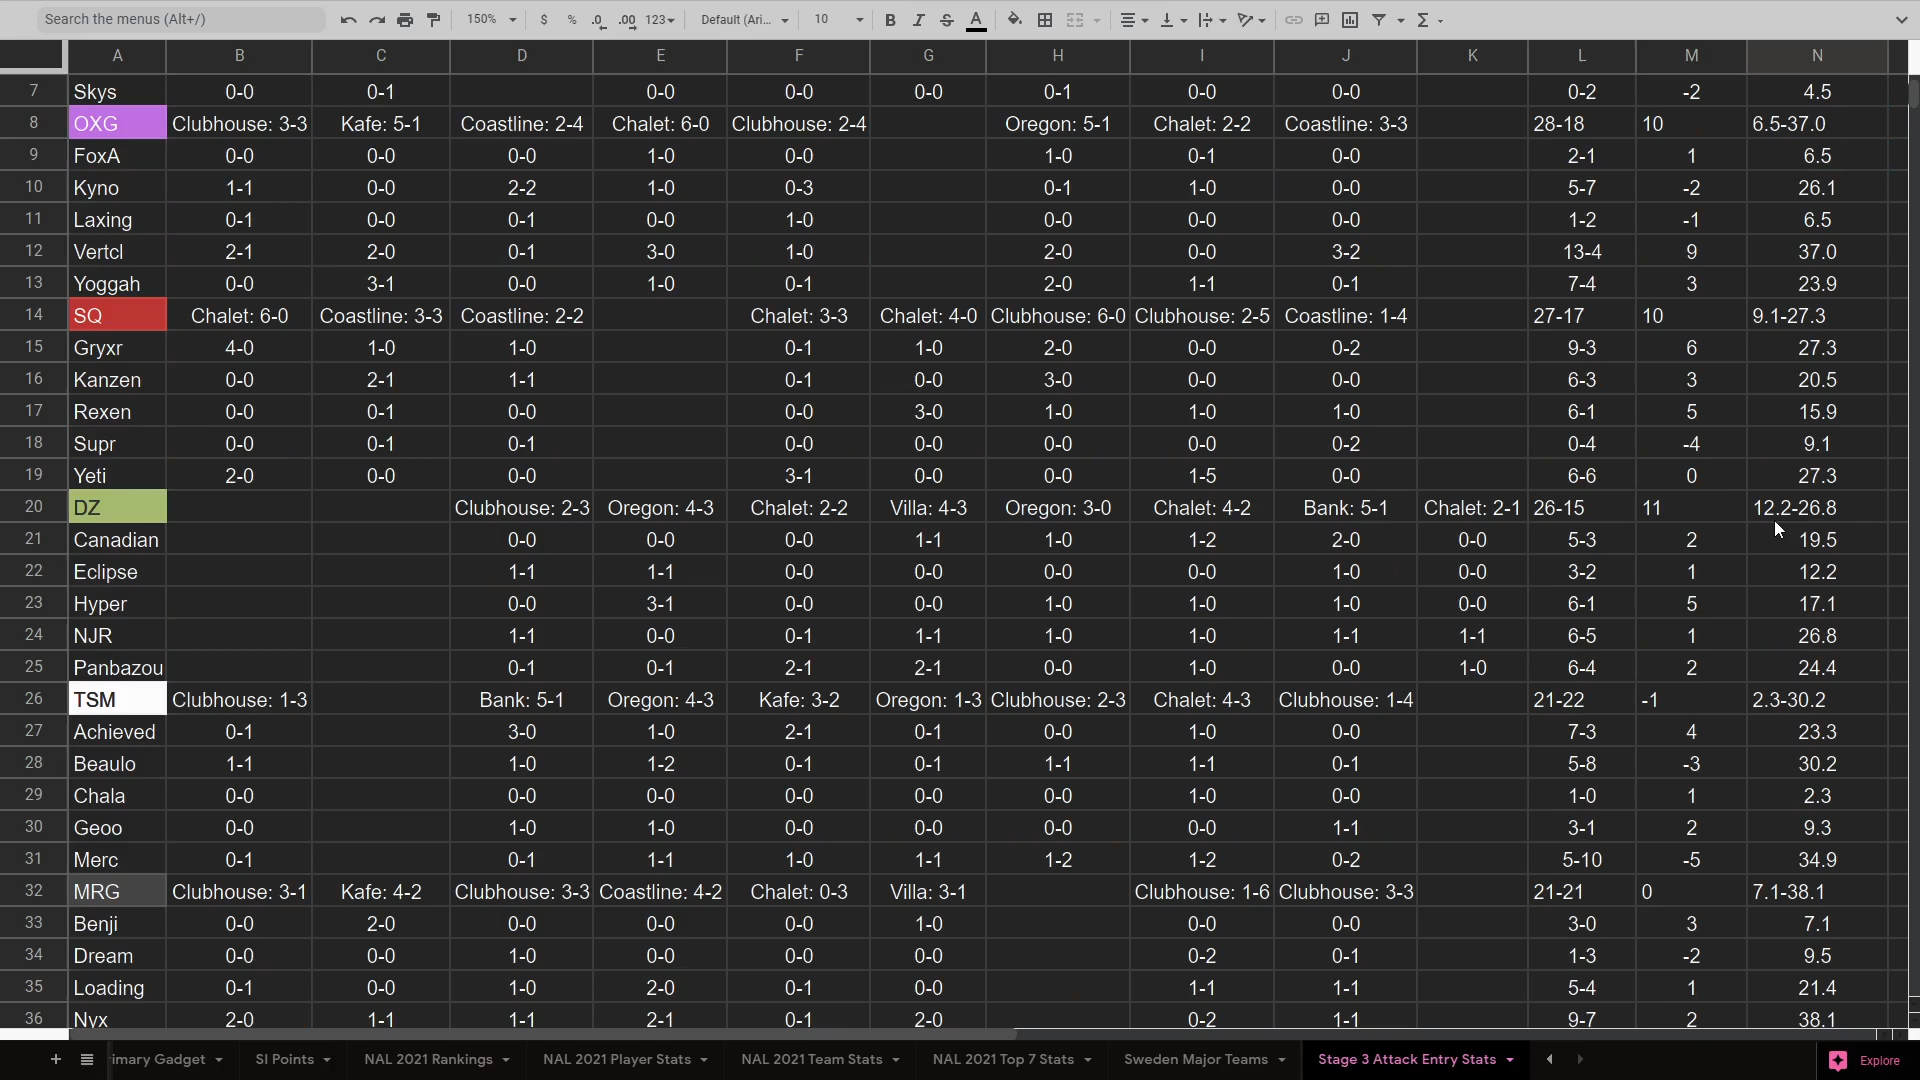 Search the menus (Alt+/) 150% $ % .0 .00 123 Default (Ari... 10 B I S A Σ
A B C D E F G H I J K L M N
7 Skys 0-0 0-1 0-0 0-0 0-0 0-1 0-0 0-0 0-2 -2 4.5
8 OXG Clubhouse: 3-3 Kafe: 5-1 Coastline: 2-4 Chalet: 6-0 Clubhouse: 2-4 Oregon: 5-1 Chalet: 2-2 Coastline: 3-3 28-18 10 6.5-37.0
9 FoxA 0-0 0-0 0-0 1-0 0-0 1-0 0-1 0-0 2-1 1 6.5
10 Kyno 1-1 0-0 2-2 1-0 0-3 0-1 1-0 0-0 5-7 -2 26.1
11 Laxing 0-1 0-0 0-1 0-0 1-0 0-0 0-0 0-0 1-2 -1 6.5
12 Vertcl 2-1 2-0 0-1 3-0 1-0 2-0 0-0 3-2 13-4 9 37.0
13 Yoggah 0-0 3-1 0-0 1-0 0-1 2-0 1-1 0-1 7-4 3 23.9
14 SQ Chalet: 6-0 Coastline: 3-3 Coastline: 2-2 Chalet: 3-3 Chalet: 4-0 Clubhouse: 6-0 Clubhouse: 2-5 Coastline: 1-4 27-17 10 9.1-27.3
15 Gryxr 4-0 1-0 1-0 0-1 1-0 2-0 0-0 0-2 9-3 6 27.3
16 Kanzen 0-0 2-1 1-1 0-1 0-0 3-0 0-0 0-0 6-3 3 20.5
17 Rexen 0-0 0-1 0-0 0-0 3-0 1-0 1-0 1-0 6-1 5 15.9
18 Supr 0-0 0-1 0-1 0-0 0-0 0-0 0-0 0-2 0-4 -4 9.1
19 Yeti 2-0 0-0 0-0 3-1 0-0 0-0 1-5 0-0 6-6 0 27.3
20 DZ Clubhouse: 2-3 Oregon: 4-3 Chalet: 2-2 Villa: 4-3 Oregon: 3-0 Chalet: 4-2 Bank: 5-1 Chalet: 2-1 26-15 11 12.2-26.8
21 Canadian 0-0 0-0 0-0 1-1 1-0 1-2 2-0 0-0 5-3 2 19.5
22 Eclipse 1-1 1-1 0-0 0-0 0-0 0-0 1-0 0-0 3-2 1 12.2
23 Hyper 0-0 3-1 0-0 0-0 1-0 1-0 1-0 0-0 6-1 5 17.1
24 NJR 1-1 0-0 0-1 1-1 1-0 1-0 1-1 1-1 6-5 1 26.8
25 Panbazou 0-1 0-1 2-1 2-1 0-0 1-0 0-0 1-0 6-4 2 24.4
26 TSM Clubhouse: 1-3 Bank: 5-1 Oregon: 4-3 Kafe: 3-2 Oregon: 1-3 Clubhouse: 2-3 Chalet: 4-3 Clubhouse: 1-4 21-22 -1 2.3-30.2
27 Achieved 0-1 3-0 1-0 2-1 0-1 0-0 1-0 0-0 7-3 4 23.3
28 Beaulo 1-1 1-0 1-2 0-1 0-1 1-1 1-1 0-1 5-8 -3 30.2
29 Chala 0-0 0-0 0-0 0-0 0-0 0-0 1-0 0-0 1-0 1 2.3
30 Geoo 0-0 1-0 1-0 0-0 0-0 0-0 0-0 1-1 3-1 2 9.3
31 Merc 0-1 0-1 1-1 1-0 1-1 1-2 1-2 0-2 5-10 -5 34.9
32 MRG Clubhouse: 3-1 Kafe: 4-2 Clubhouse: 3-3 Coastline: 4-2 Chalet: 0-3 Villa: 3-1 Clubhouse: 1-6 Clubhouse: 3-3 21-21 0 7.1-38.1
33 Benji 0-0 2-0 0-0 0-0 0-0 1-0 0-0 0-0 3-0 3 7.1
34 Dream 0-0 0-0 1-0 0-0 0-0 0-0 0-2 0-1 1-3 -2 9.5
35 Loading 0-1 0-0 1-0 2-0 0-1 0-0 1-1 1-1 5-4 1 21.4
36 Nyx 2-0 1-1 1-1 2-1 0-1 2-0 0-2 1-1 9-7 2 38.1
+ imary Gadget SI Points NAL 2021 Rankings NAL 2021 Player Stats NAL 2021 Team Stats NAL 2021 Top 7 Stats Sweden Major Teams Stage 3 Attack Entry Stats Explore